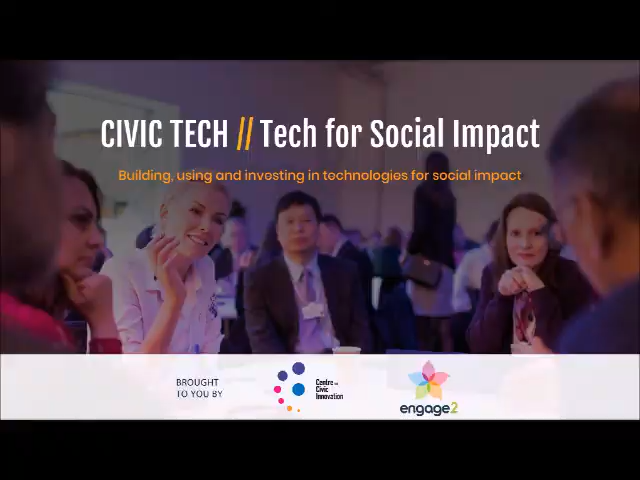 CIVIC TECH // Tech for Social Impact
Building, using and investing in technologies for social impact
BROUGHT
TO YOU BY
Centre for
Civic
Innovation
engage2